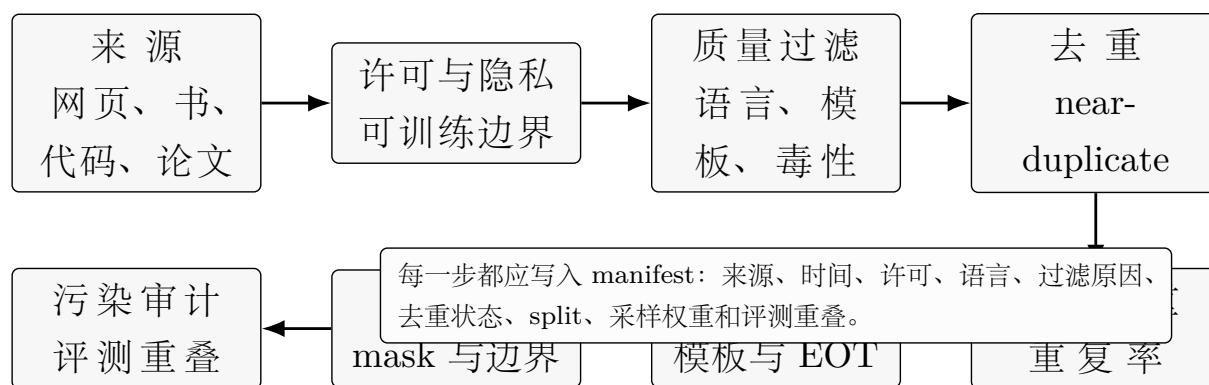 来源
网页、书、
代码、论文
许可与隐私
可训练边界
质量过滤
语言、模
板、毒性
去重
near-
duplicate
每一步都应写入 manifest：来源、时间、许可、语言、过滤原因、
去重状态、split、采样权重和评测重叠。
污染审计
评测重叠
mask 与边界
模板与 EOT
重复率